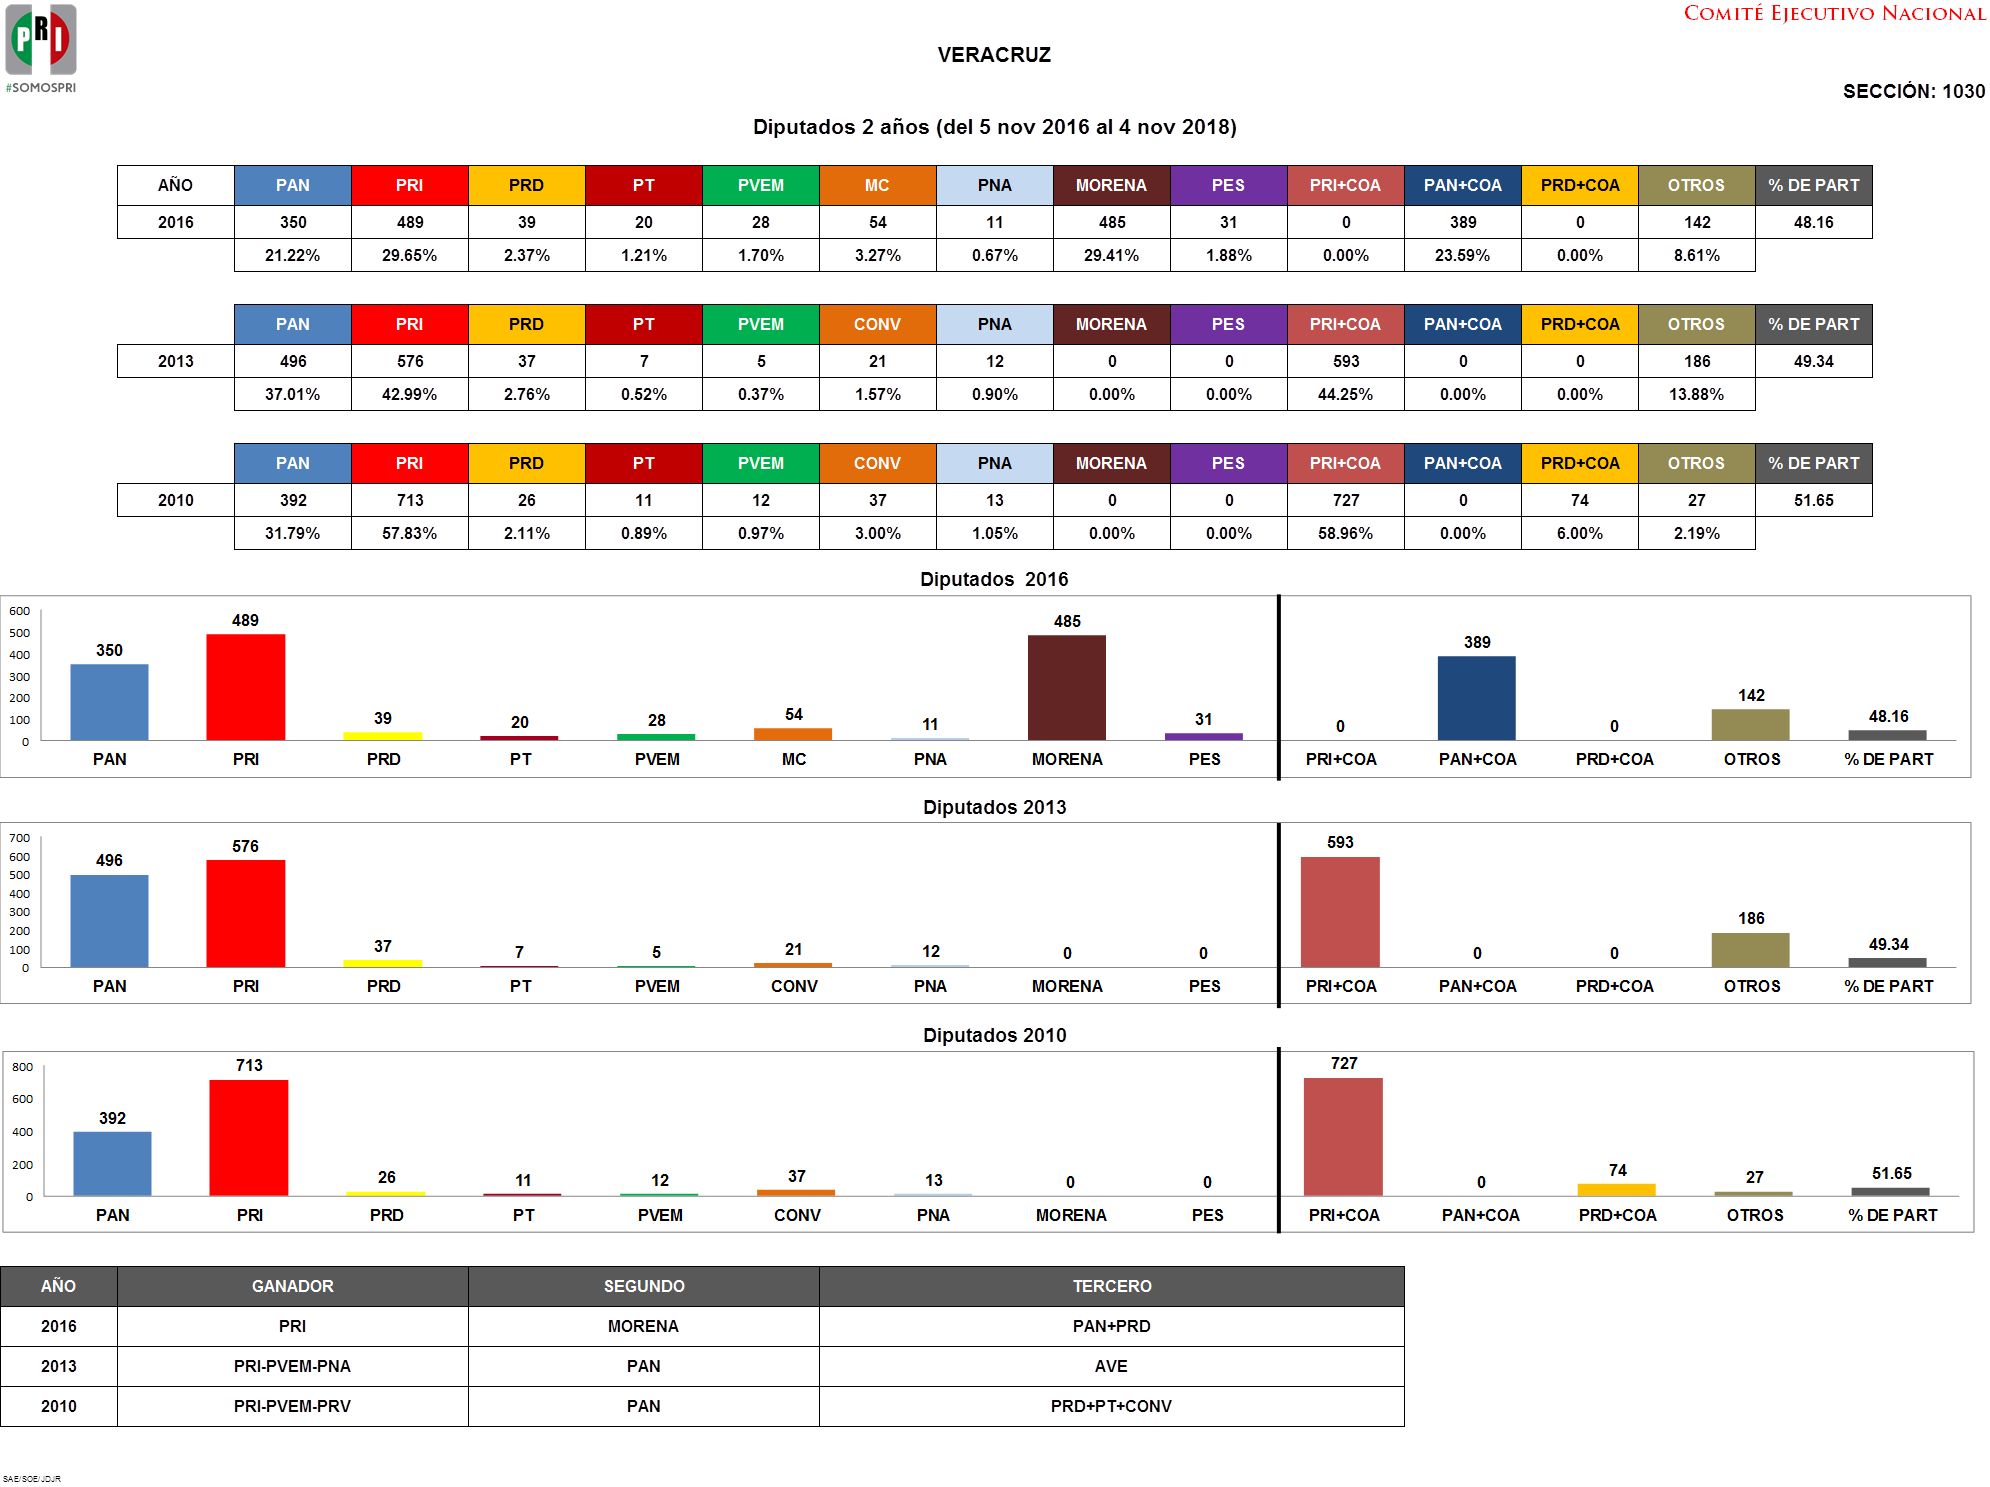 PRI
#SOMOSPRI
COMITÉ EJECUTIVO NACIONAL
VERACRUZ
SECCIÓN: 1030
Diputados 2 años (del 5 nov 2016 al 4 nov 2018)
AÑO PAN PRI PRD PT PVEM MC PNA MORENA PES PRI+COA PAN+COA PRD+COA OTROS % DE PART
2016 350 489 39 20 28 54 11 485 31 0 389 0 142 48.16
21.22% 29.65% 2.37% 1.21% 1.70% 3.27% 0.67% 29.41% 1.88% 0.00% 23.59% 0.00% 8.61%
PAN PRI PRD PT PVEM CONV PNA MORENA PES PRI+COA PAN+COA PRD+COA OTROS % DE PART
2013 496 576 37 7 5 21 12 0 0 593 0 0 186 49.34
37.01% 42.99% 2.76% 0.52% 0.37% 1.57% 0.90% 0.00% 0.00% 44.25% 0.00% 0.00% 13.88%
PAN PRI PRD PT PVEM CONV PNA MORENA PES PRI+COA PAN+COA PRD+COA OTROS % DE PART
2010 392 713 26 11 12 37 13 0 0 727 0 74 27 51.65
31.79% 57.83% 2.11% 0.89% 0.97% 3.00% 1.05% 0.00% 0.00% 58.96% 0.00% 6.00% 2.19%
Diputados 2016
600
500
400
300
200
100
0
350 489 39 20 28 54 11 485 31 0 389 0 142 48.16
PAN PRI PRD PT PVEM MC PNA MORENA PES PRI+COA PAN+COA PRD+COA OTROS % DE PART
Diputados 2013
700
600
500
400
300
200
100
0
496 576 37 7 5 21 12 0 0 593 0 0 186 49.34
PAN PRI PRD PT PVEM CONV PNA MORENA PES PRI+COA PAN+COA PRD+COA OTROS % DE PART
Diputados 2010
800
600
400
200
0
392 713 26 11 12 37 13 0 0 727 0 74 27 51.65
PAN PRI PRD PT PVEM CONV PNA MORENA PES PRI+COA PAN+COA PRD+COA OTROS % DE PART
AÑO GANADOR SEGUNDO TERCERO
2016 PRI MORENA PAN+PRD
2013 PRI-PVEM-PNA PAN AVE
2010 PRI-PVEM-PRV PAN PRD+PT+CONV
SAE/SOE/JDJR